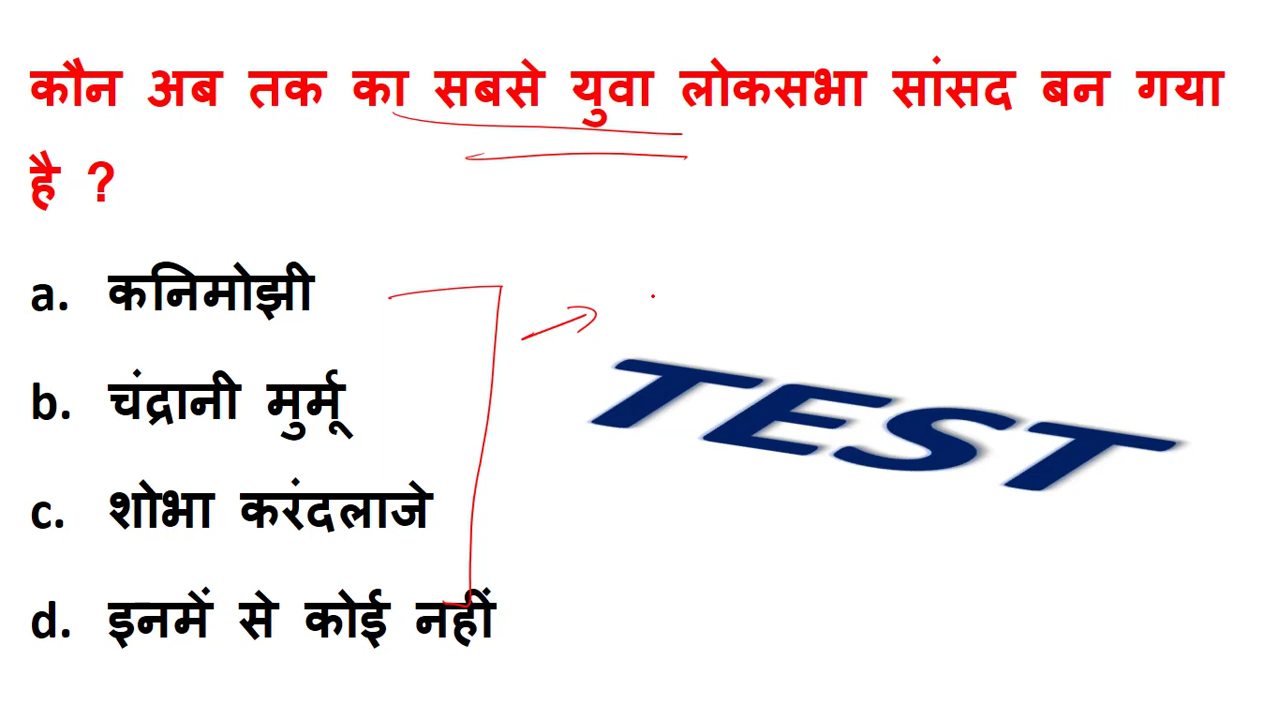 कौन अब तक का सबसे युवा लोकसभा सांसद बन गया
है ?
a. कनिमोझी
b. चंद्रानी मुर्मू
c. शोभा करंदलाजे
d. इनमें से कोई नहीं
TEST